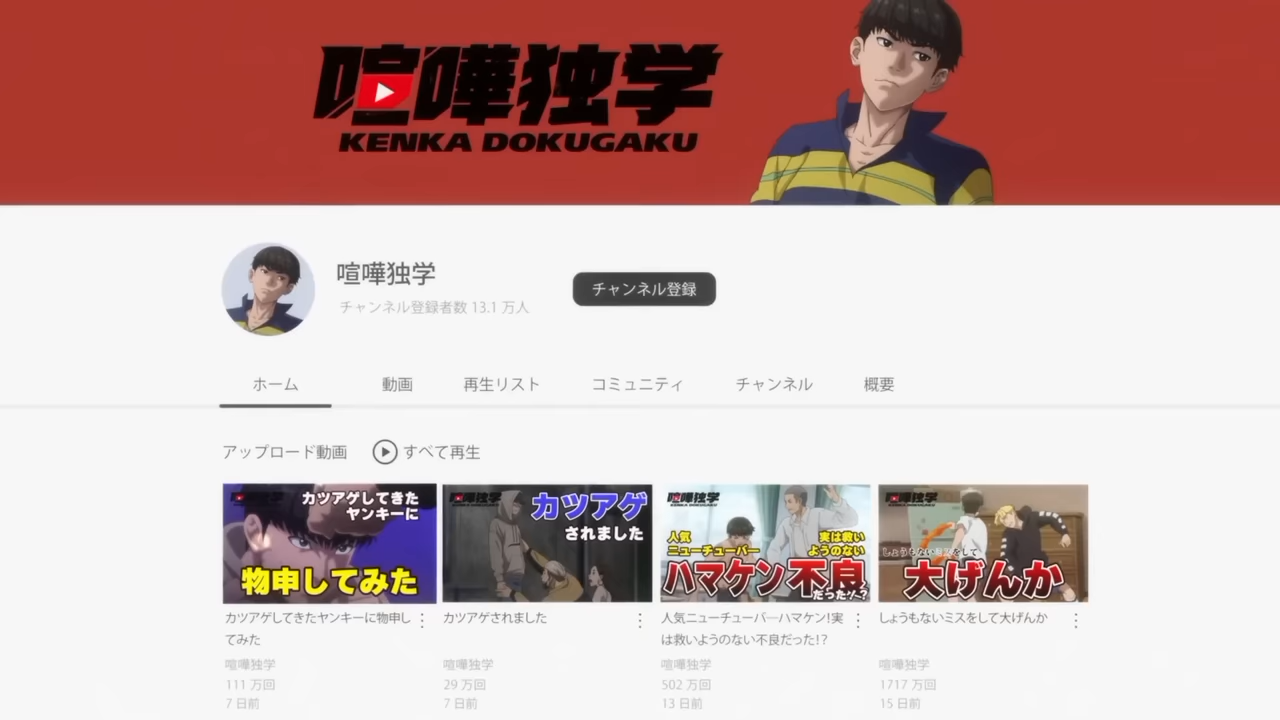 喧嘩独学
KENKA DOKUGAKU
喧嘩独学
チャンネル登録者数 13.1 万人
チャンネル登録
ホーム 動画 再生リスト コミュニティ チャンネル 概要
アップロード動画 すべて再生
喧嘩独学
カツアゲしてきた
ヤンキーに
物申してみた
喧嘩独学
カツアゲ
されました
喧嘩独学
KENKA DOKUGAKU
人気
ニューチューバー
実は救い
ようのない
ハマケン不良
だった!?
喧嘩独学
KENKA DOKUGAKU
しょうもない
して
大げんか
カツアゲしてきたヤンキーに物申し
てみた
喧嘩独学
111 万回
7 日前
カツアゲされました
喧嘩独学
29 万回
7 日前
人気ニューチューバーハマケン!実
は救いようのない不良だった!?
喧嘩独学
502 万回
13 日前
しょうもないミスをして大げんか
喧嘩独学
1717 万回
15 日前